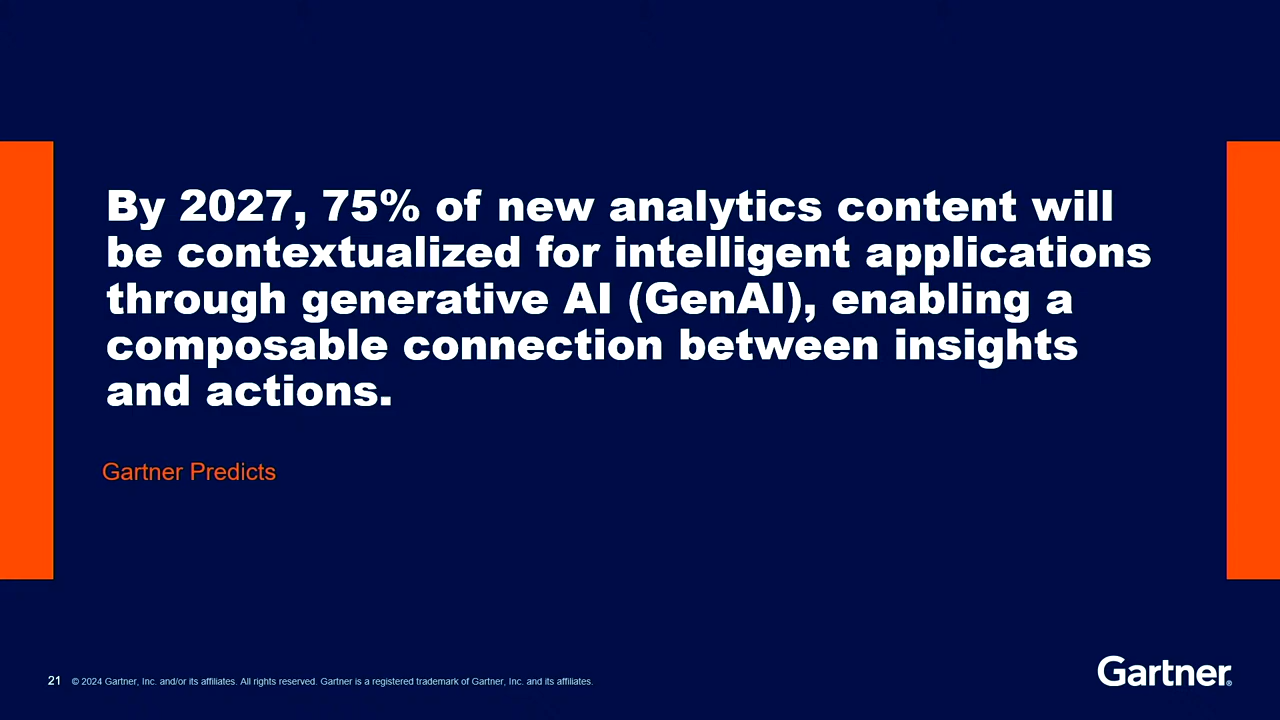 By 2027, 75% of new analytics content will
be contextualized for intelligent applications
through generative AI (GenAI), enabling a
composable connection between insights
and actions.
Gartner Predicts
21 © 2024 Gartner, Inc. and/or its affiliates. All rights reserved. Gartner is a registered trademark of Gartner, Inc. and its affiliates.
Gartner®